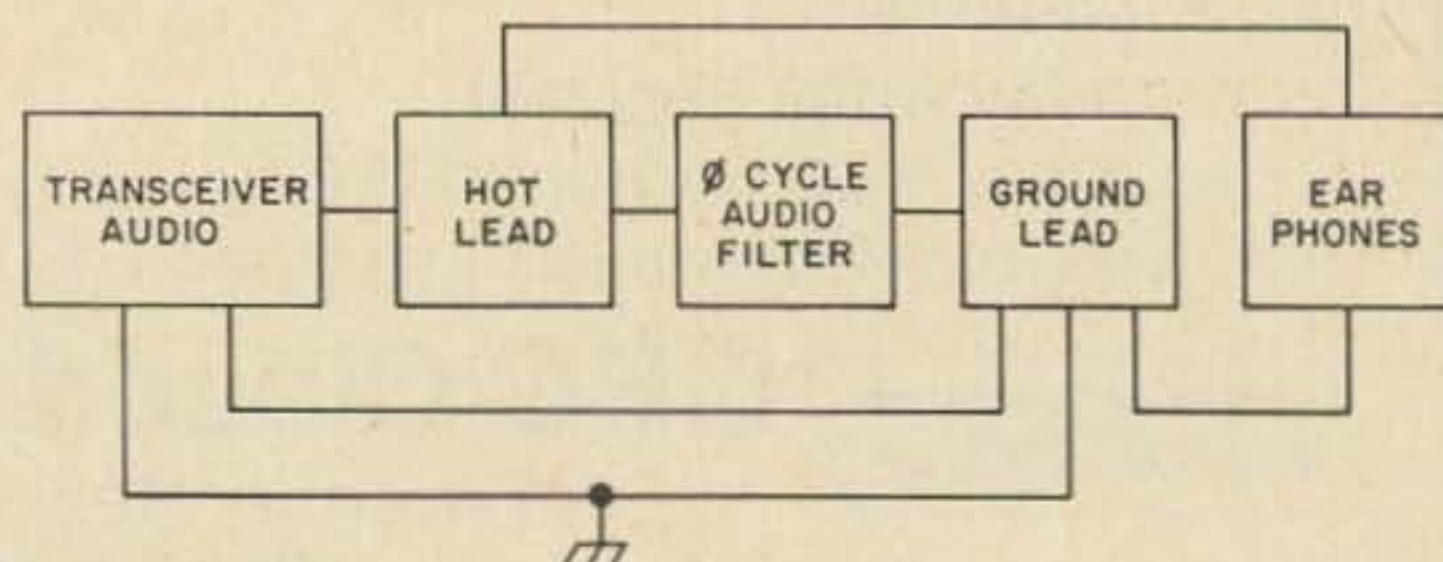 TRANSCEIVER
AUDIO
HOT
LEAD
Ø CYCLE
AUDIO
FILTER
GROUND
LEAD
EAR
PHONES